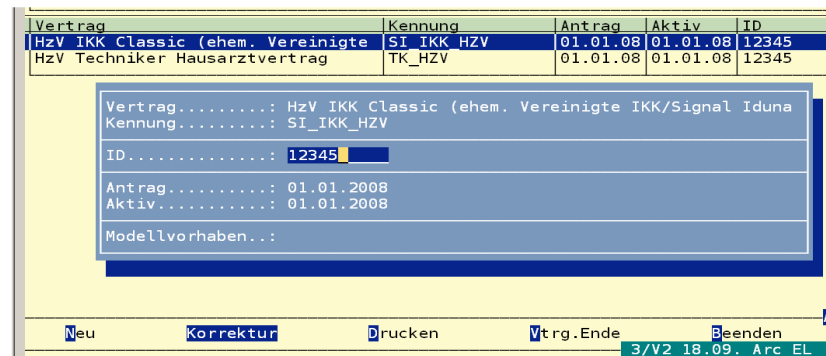 Vertrag Kennung Antrag Aktiv ID
HzV IKK Classic (ehem. Vereinigte SI_IKK_HZV 01.01.08 01.01.08 12345
HzV Techniker Hausarztvertrag TK_HZV 01.01.08 01.01.08 12345
Vertrag.........: HzV IKK Classic (ehem. Vereinigte IKK/Signal Iduna
Kennung.........: SI_IKK_HZV
ID..............: 12345
Antrag..........: 01.01.2008
Aktiv...........: 01.01.2008
Modellvorhaben..:
Neu Korrektur Drucken Vtrg.Ende Beenden
3/V2 18.09. Arc EL